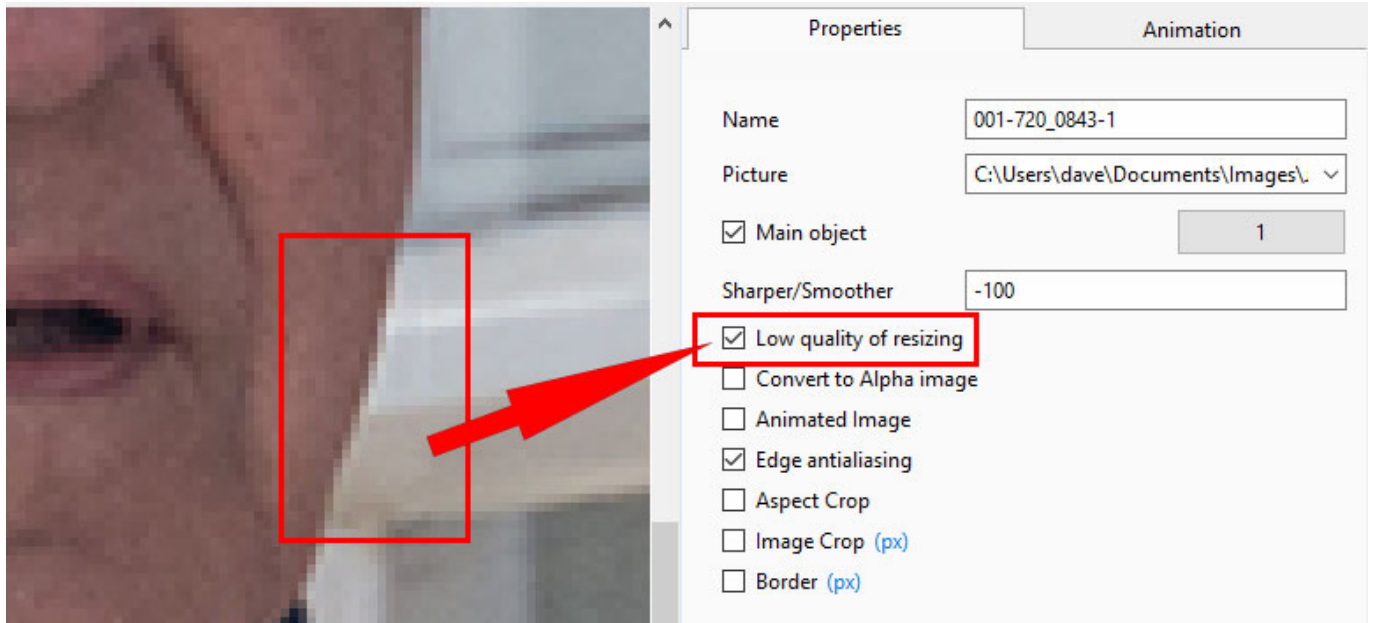 Properties
Animation
Name
001-720_0843-1
Picture
C:\Users\dave\Documents\Images\.
Main object
1
Sharper/Smoother
-100
Low quality of resizing
Convert to Alpha image
Animated Image
Edge antialiasing
Aspect Crop
Image Crop (px)
Border (px)